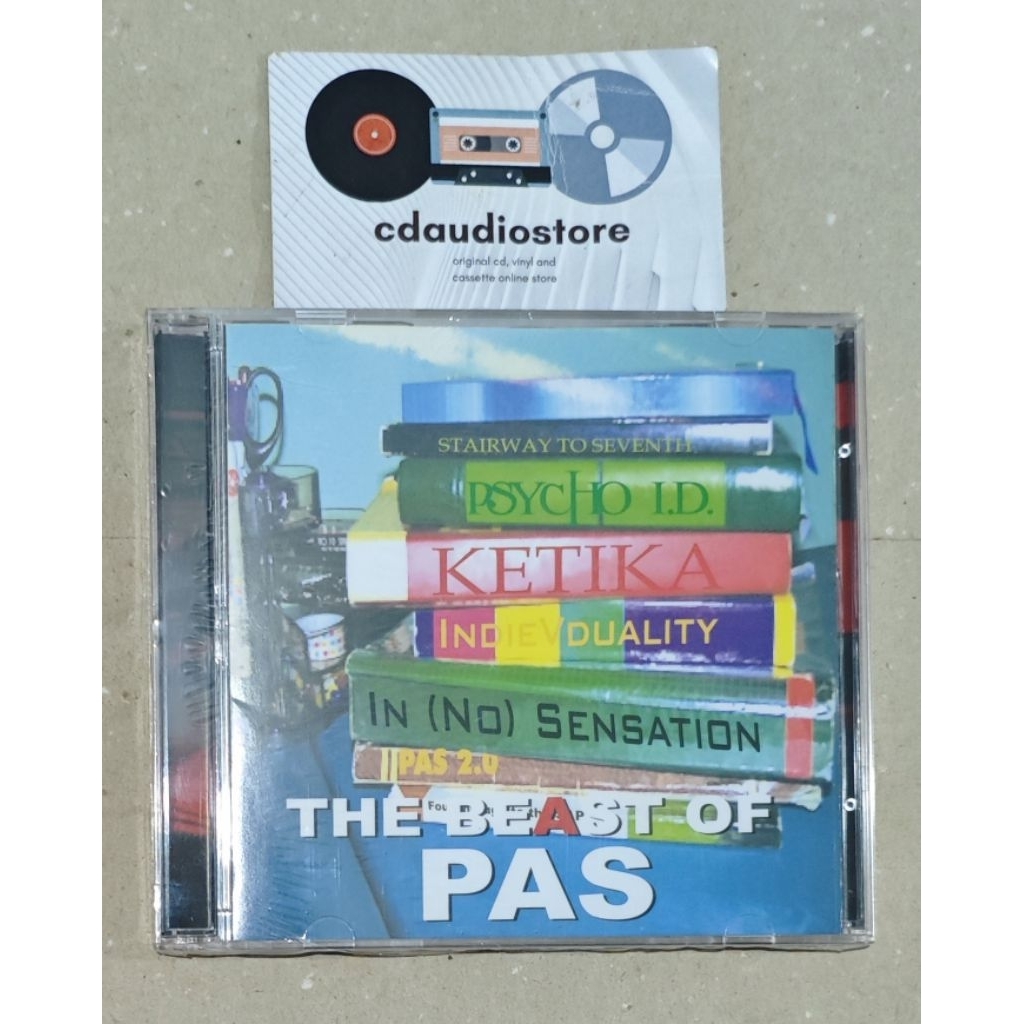 cdaudiostore
original cd, vinyl and
cassette online store
STAIRWAY TO SEVENTH
PSYCHO I.D.
KETIKA
INDIEVDUALITY
IN (NO) SENSATION
PAS 2.0
THE BEAST OF
PAS